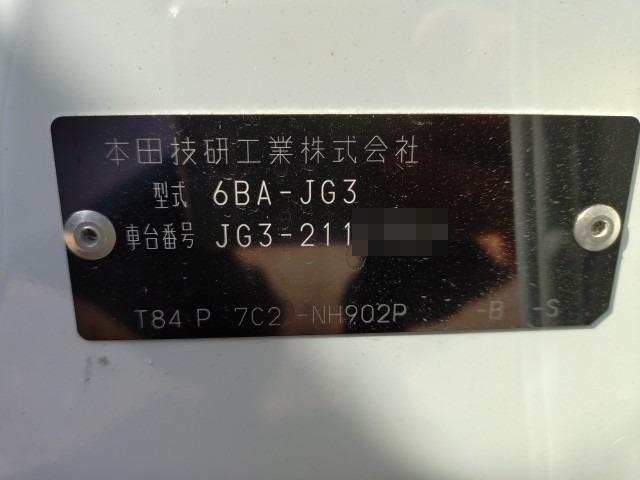 本田技研工業株式会社
型式 6BA-JG3
車台番号 JG3-211
T84 P 7C2 -NH902P -B -S